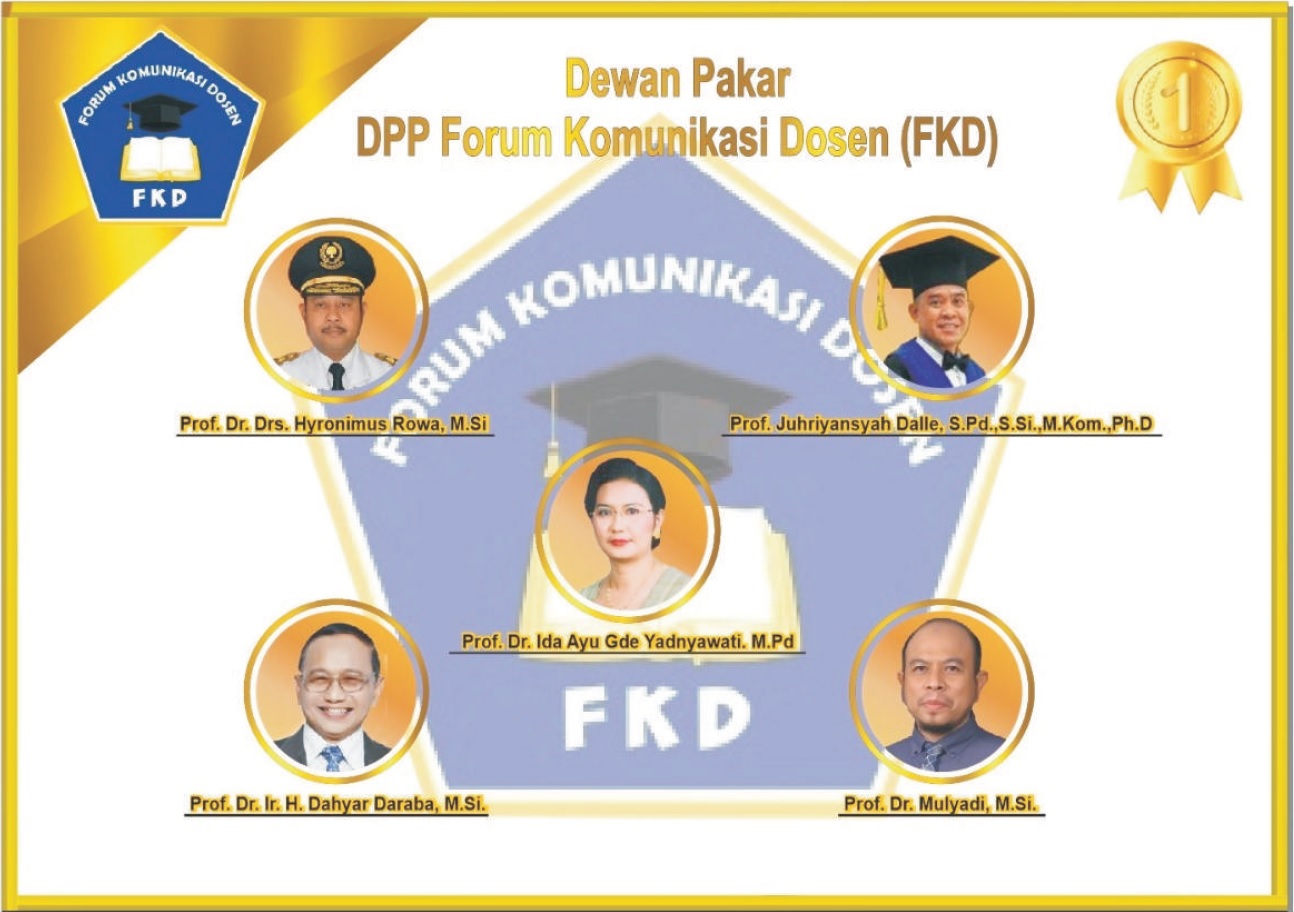 FORUM KOMUNIKASI DOSEN
FKD
Dewan Pakar
DPP Forum Komunikasi Dosen (FKD)
1
FORUM KOMUNIKASI DOSEN
Prof. Dr. Drs. Hyronimus Rowa, M.Si
Prof. Juhriyansyah Dalle, S.Pd.,S.Si.,M.Kom.,Ph.D
Prof. Dr. Ida Ayu Gde Yadnyawati. M.Pd
FKD
Prof. Dr. Ir. H. Dahyar Daraba, M.Si.
Prof. Dr. Mulyadi, M.Si.